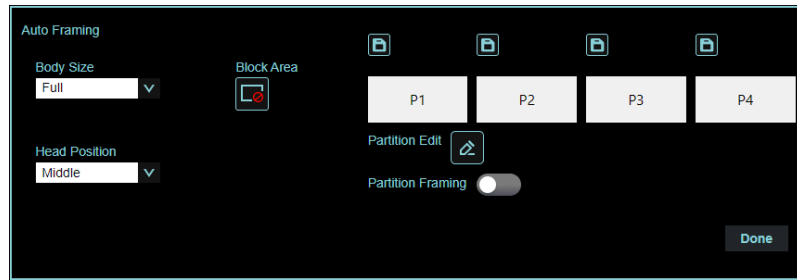 Auto Framing
Body Size
Full
Block Area
Head Position
Middle
P1
P2
P3
P4
Partition Edit
Partition Framing
Done